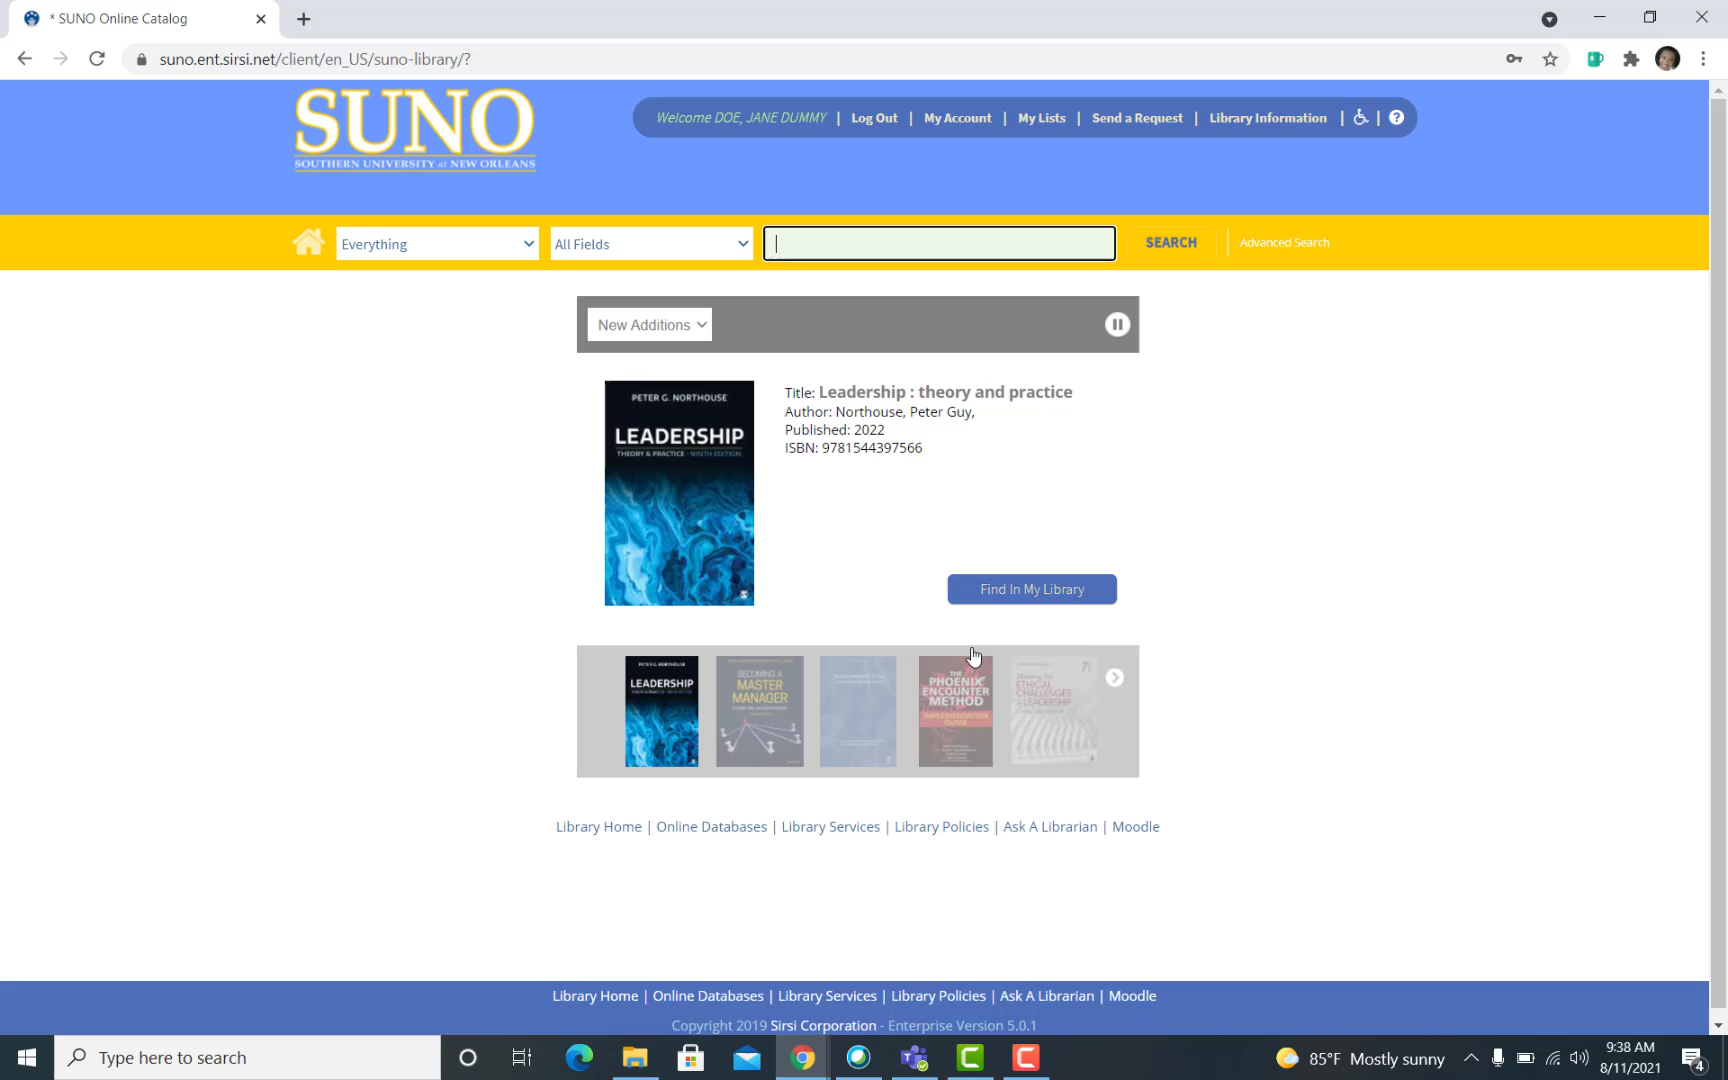 * SUNO Online Catalog
suno.ent.sirsi.net/client/en_US/suno-library/?
SUNO
SOUTHERN UNIVERSITY at NEW ORLEANS
Welcome DOE, JANE DUMMY | Log Out | My Account | My Lists | Send a Request | Library Information | | ?
Everything
All Fields
SEARCH
Advanced Search
New Additions
PETER G. NORTHOUSE
LEADERSHIP
THEORY & PRACTICE · NINTH EDITION
Title: Leadership : theory and practice
Author: Northouse, Peter Guy,
Published: 2022
ISBN: 9781544397566
Find In My Library
PETER G. NORTHOUSE
LEADERSHIP
BECOMING A
MASTER
MANAGER
THE
PHOENIX
ENCOUNTER
METHOD
IMPLEMENTATION
GUIDE
7
Meeting the
ETHICAL
CHALLENGES
of LEADERSHIP
Library Home | Online Databases | Library Services | Library Policies | Ask A Librarian | Moodle
Library Home | Online Databases | Library Services | Library Policies | Ask A Librarian | Moodle
Copyright 2019 Sirsi Corporation - Enterprise Version 5.0.1
Type here to search
85°F Mostly sunny
9:38 AM
8/11/2021
4